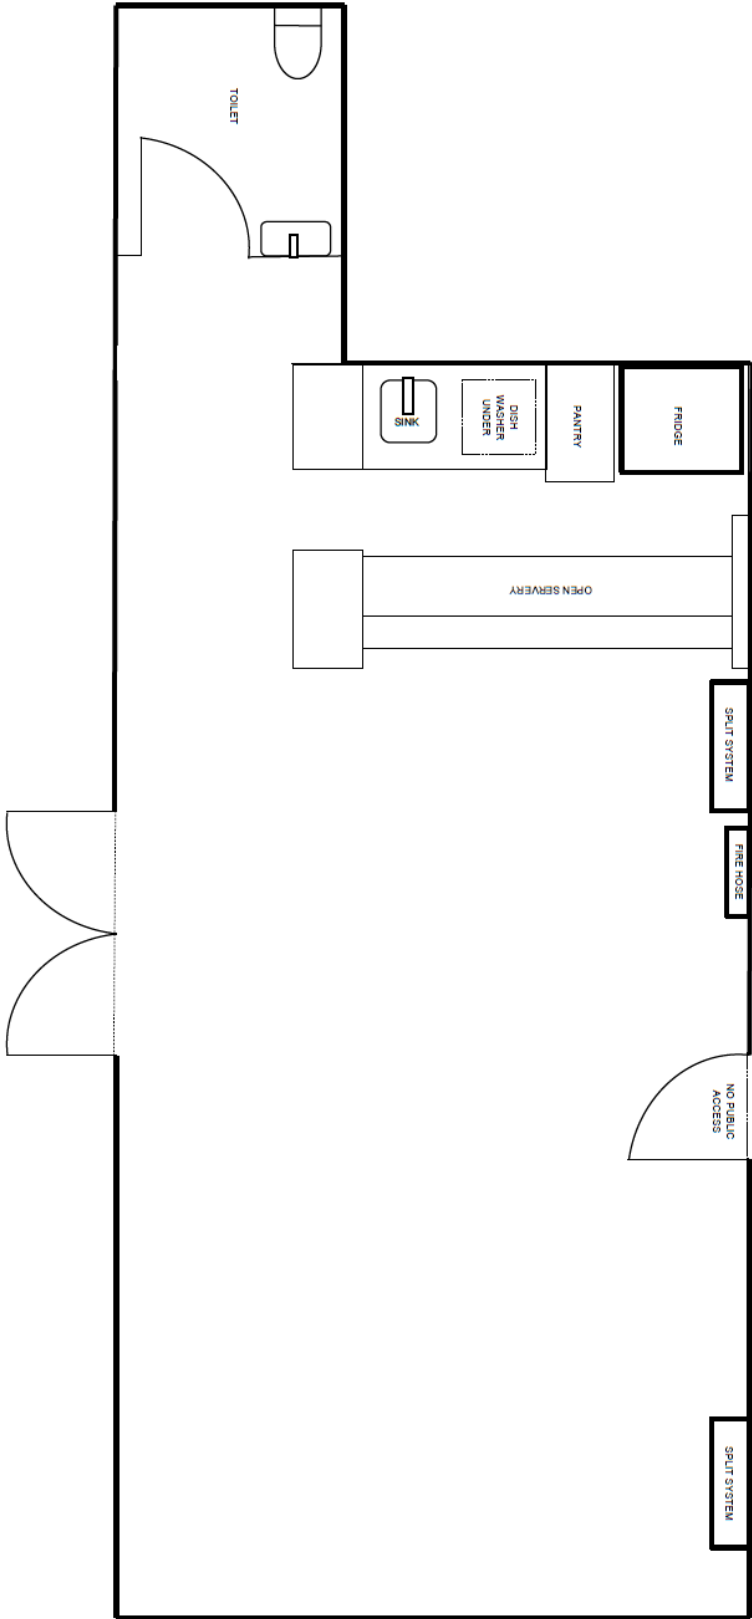 TOILET
SINK
DISH
WASHER
UNDER
PANTRY
FRIDGE
OPEN SERVERY
SPLIT SYSTEM
FIRE HOSE
NO PUBLIC
ACCESS
SPLIT SYSTEM